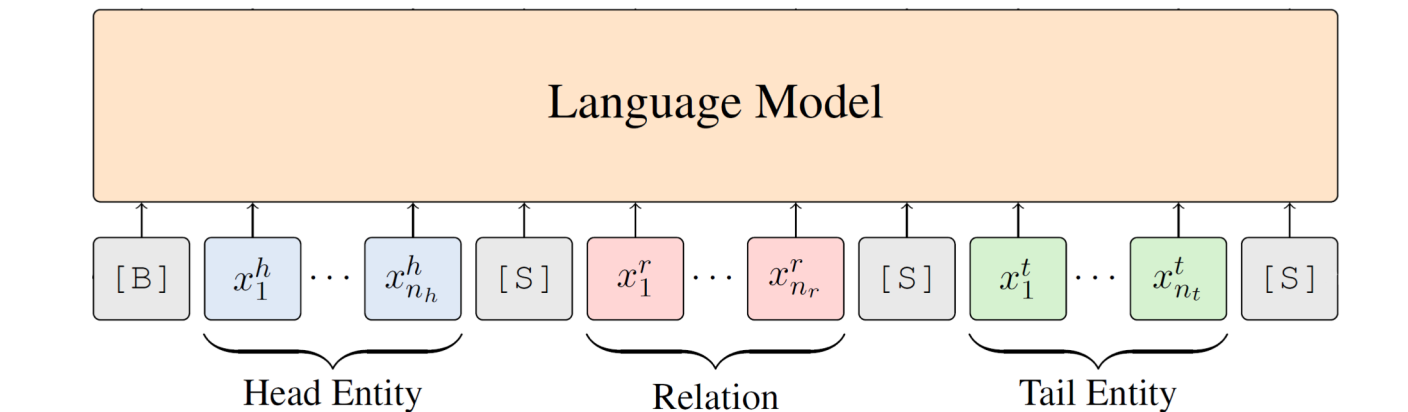 Language Model
[B] x_1^h ··· x_{n_h}^h [S] x_1^r ··· x_{n_r}^r [S] x_1^t ··· x_{n_t}^t [S]
Head Entity Relation Tail Entity